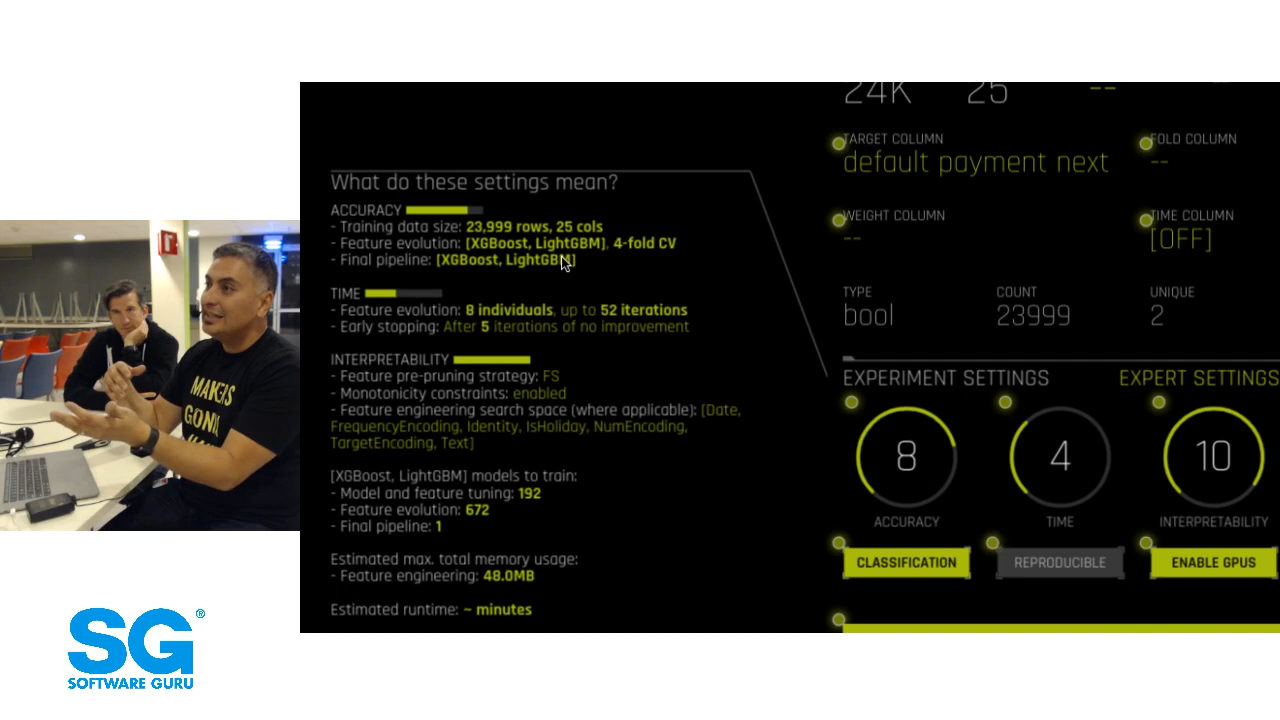 24K 25 --
TARGET COLUMN
default payment next
FOLD COLUMN
--
WEIGHT COLUMN
--
TIME COLUMN
[OFF]
TYPE
bool
COUNT
23999
UNIQUE
2
What do these settings mean?
ACCURACY
- Training data size: 23,999 rows, 25 cols
- Feature evolution: [XGBoost, LightGBM], 4-fold CV
- Final pipeline: [XGBoost, LightGBM]
TIME
- Feature evolution: 8 individuals, up to 52 iterations
- Early stopping: After 5 iterations of no improvement
INTERPRETABILITY
- Feature pre-pruning strategy: FS
- Monotonicity constraints: enabled
- Feature engineering search space (where applicable): [Date,
FrequencyEncoding, Identity, IsHoliday, NumEncoding,
TargetEncoding, Text]
[XGBoost, LightGBM] models to train:
- Model and feature tuning: 192
- Feature evolution: 672
- Final pipeline: 1
Estimated max. total memory usage:
- Feature engineering: 48.0MB
Estimated runtime: ~ minutes
EXPERIMENT SETTINGS
EXPERT SETTINGS
8
ACCURACY
4
TIME
10
INTERPRETABILITY
CLASSIFICATION
REPRODUCIBLE
ENABLE GPUS
MAKERS
GONNA
SG®
SOFTWARE GURU